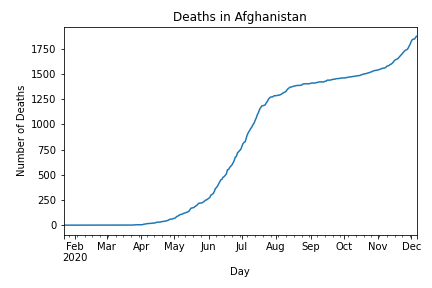 Deaths in Afghanistan
Number of Deaths
1750
1500
1250
1000
750
500
250
0
Feb Mar Apr May Jun Jul Aug Sep Oct Nov Dec
2020
Day